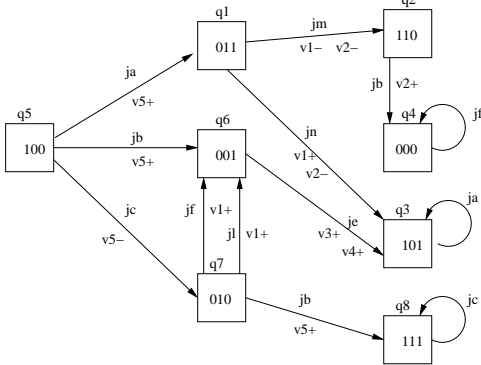 q1
011
jm
v1− v2−
q2
110
ja
v5+
jb
v2+
q5
100
q6
001
jb
v5+
jn
v1+
v2−
q4
000
jf
jc
v5−
jf
v1+
jl
v1+
je
v3+
v4+
q3
101
ja
q7
010
jb
v5+
q8
111
jc